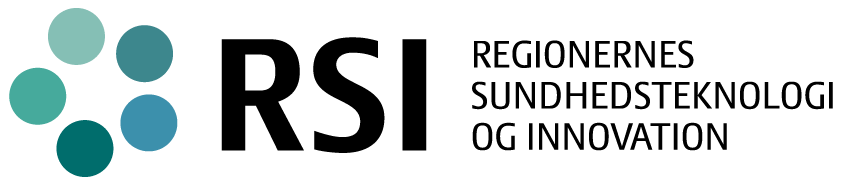 RSI
REGIONERNES
SUNDHEDSTEKNOLOGI
OG INNOVATION